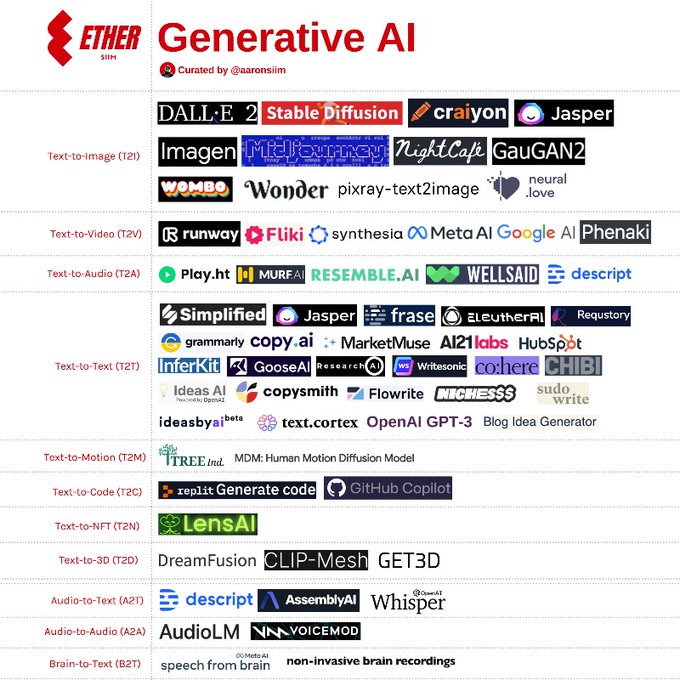 ETHER
SIIM
Generative AI
Curated by @aaronsiim
Text-to-Image (T2I)
DALL·E 2 Stable Diffusion craiyon Jasper
Imagen Midjourney NightCafé GauGAN2
WOMBO Wonder pixray-text2image neural .love
Text-to-Video (T2V)
runway Fliki synthesia Meta AI Google AI Phenaki
Text-to-Audio (T2A)
Play.ht MURF.AI RESEMBLE.AI WELLSAID descript
Text-to-Text (T2T)
Simplified Jasper frase EleutherAI Requstory
grammarly copy.ai MarketMuse AI21labs HubSpot
InferKit GooseAI ResearchAI Writesonic co:here CHIBI
Ideas AI Powered by OpenAI copysmith Flowrite NICHESSS sudo write
ideasbyai beta text.cortex OpenAI GPT-3 Blog Idea Generator
Text-to-Motion (T2M)
TREE Ind. MDM: Human Motion Diffusion Model
Text-to-Code (T2C)
replit Generate code GitHub Copilot
Text-to-NFT (T2N)
LensAI
Text-to-3D (T2D)
DreamFusion CLIP-Mesh GET3D
Audio-to-Text (A2T)
descript AssemblyAI OpenAI Whisper
Audio-to-Audio (A2A)
AudioLM VOICEMOD
Brain-to-Text (B2T)
Meta AI
speech from brain non-invasive brain recordings